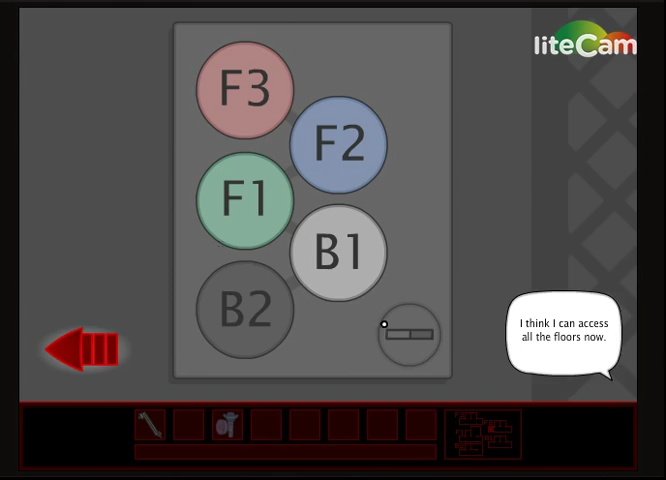 liteCam
F3
F2
F1
B1
B2
I think I can access
all the floors now.